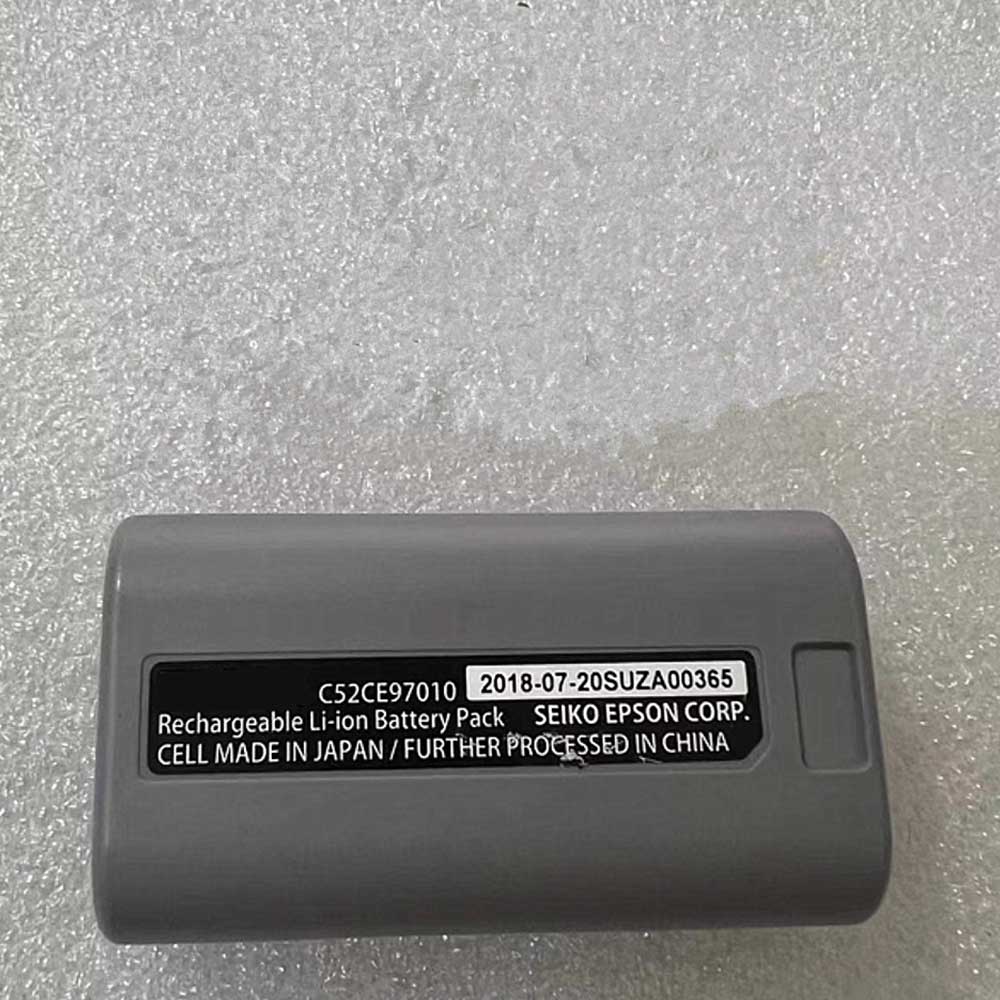 C52CE97010 2018-07-20SUZA00365
Rechargeable Li-ion Battery Pack SEIKO EPSON CORP.
CELL MADE IN JAPAN / FURTHER PROCESSED IN CHINA